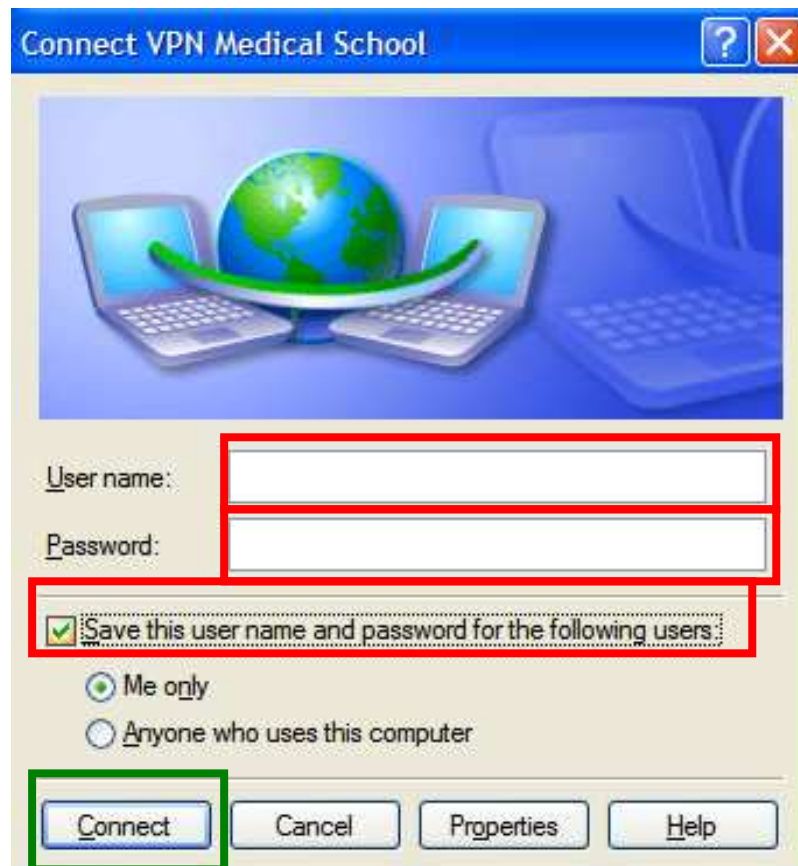 Connect VPN Medical School
User name:
Password:
Save this user name and password for the following users:
Me only
Anyone who uses this computer
Connect Cancel Properties Help